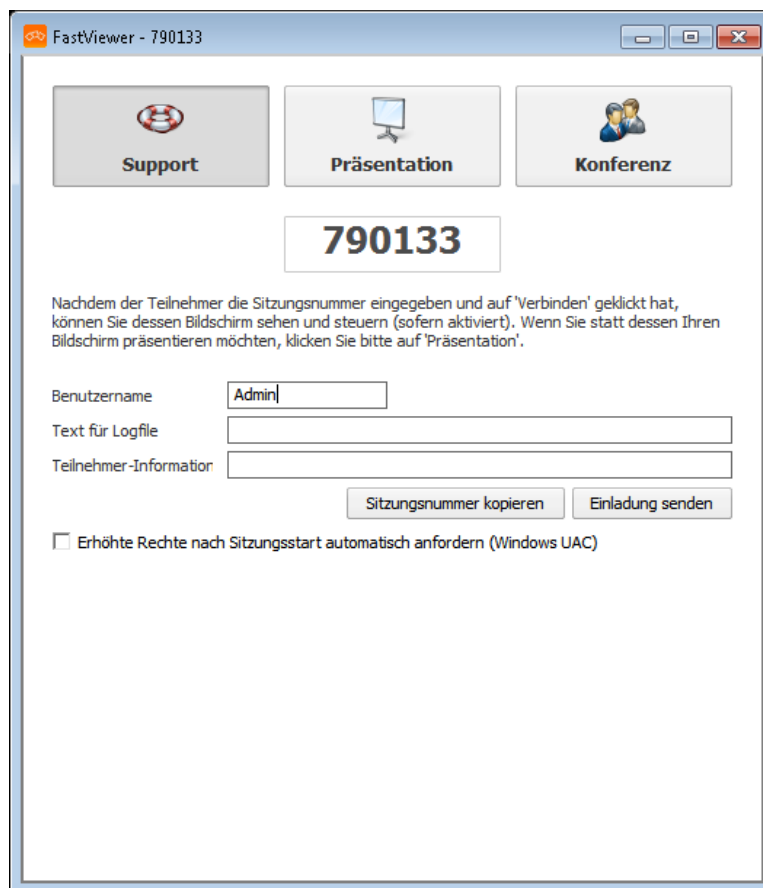 FastViewer - 790133
Support
Präsentation
Konferenz
790133
Nachdem der Teilnehmer die Sitzungsnummer eingegeben und auf 'Verbinden' geklickt hat,
können Sie dessen Bildschirm sehen und steuern (sofern aktiviert). Wenn Sie statt dessen Ihren
Bildschirm präsentieren möchten, klicken Sie bitte auf 'Präsentation'.
Benutzername
Admin
Text für Logfile
Teilnehmer-Information
Sitzungsnummer kopieren
Einladung senden
Erhöhte Rechte nach Sitzungsstart automatisch anfordern (Windows UAC)